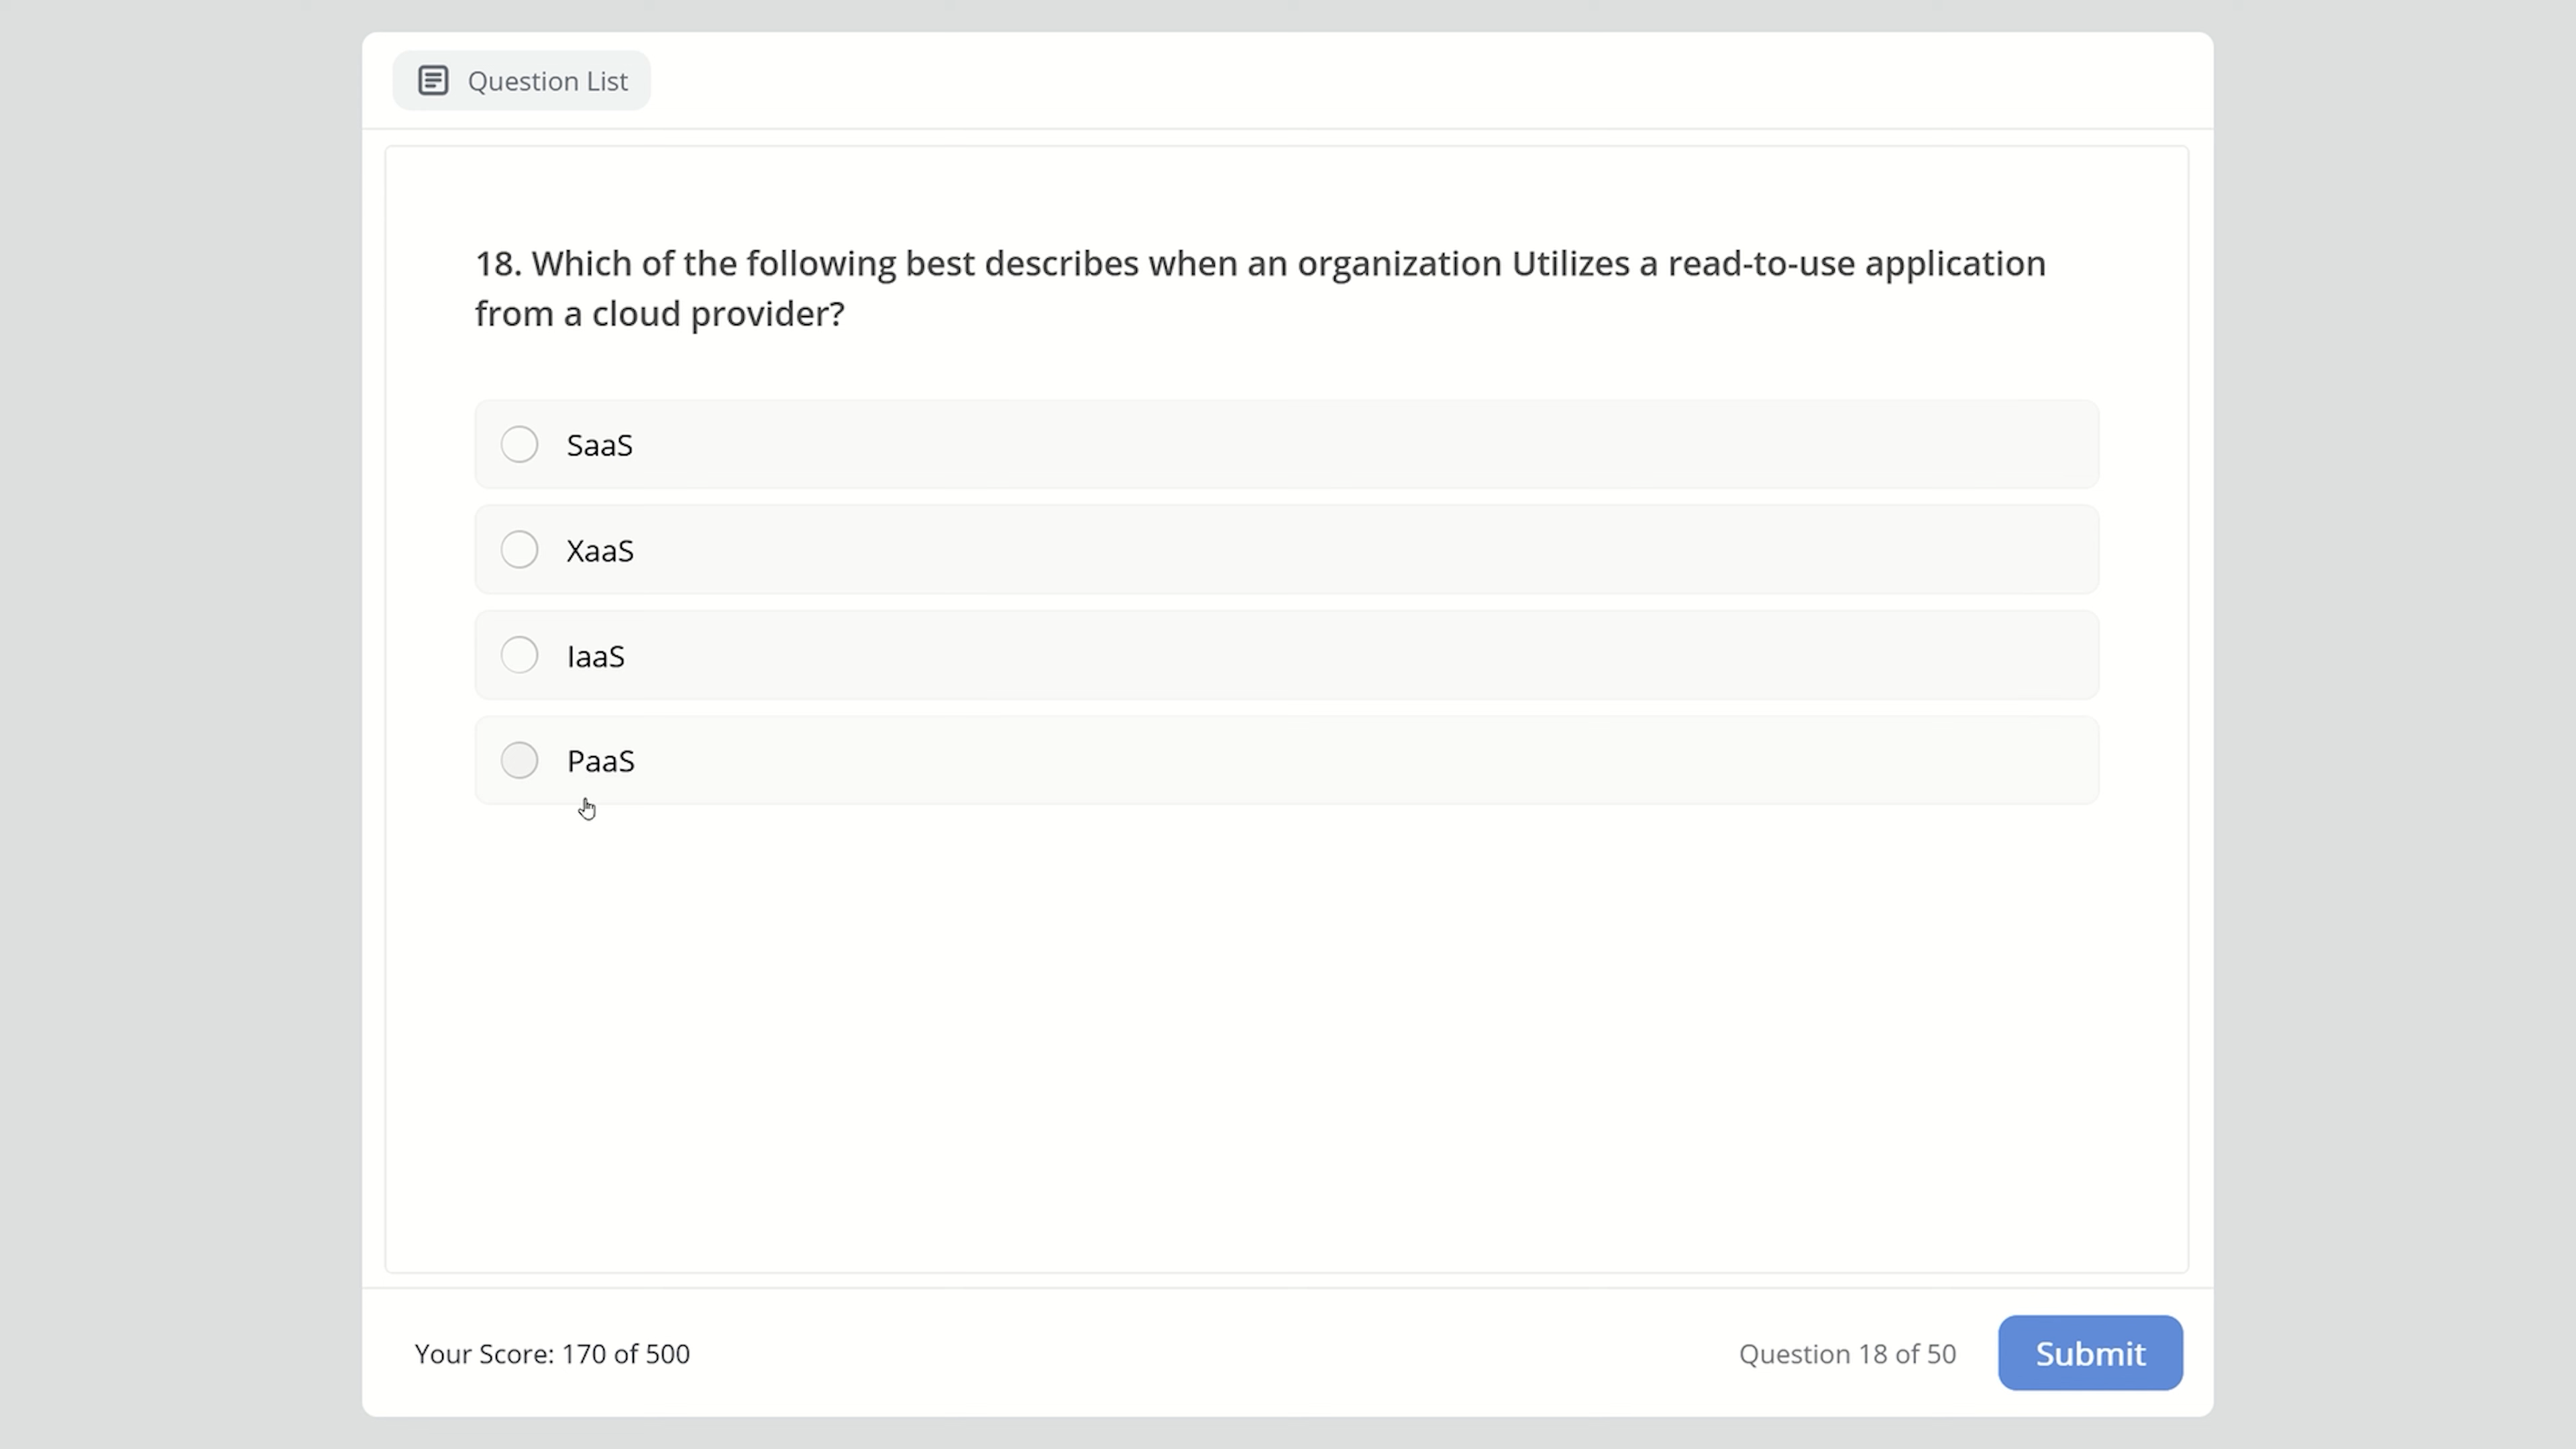 Question List
18. Which of the following best describes when an organization Utilizes a read-to-use application
from a cloud provider?
SaaS
XaaS
IaaS
PaaS
Your Score: 170 of 500
Question 18 of 50
Submit